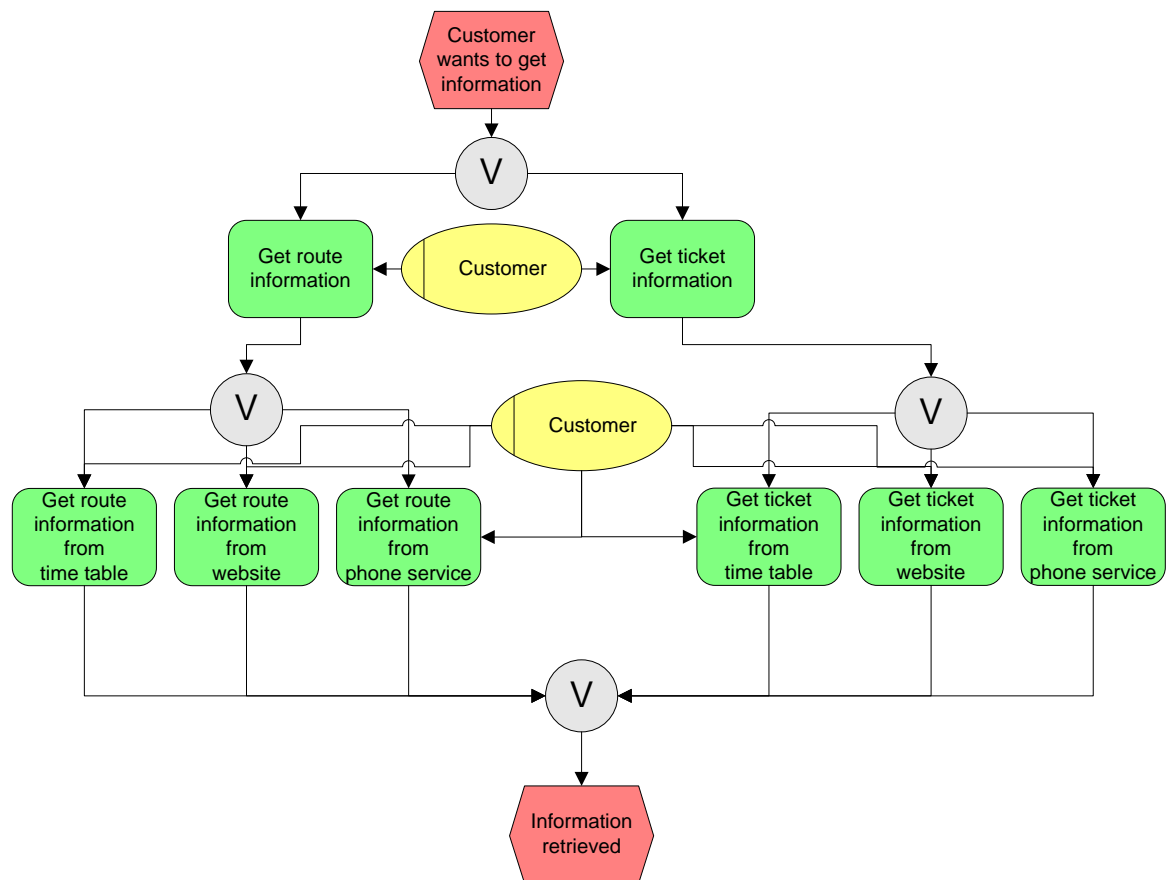 Customer
wants to get
information
V
Get route
information
Customer
Get ticket
information
V
Customer
V
Get route
information
from
time table
Get route
information
from
website
Get route
information
from
phone service
Get ticket
information
from
time table
Get ticket
information
from
website
Get ticket
information
from
phone service
V
Information
retrieved